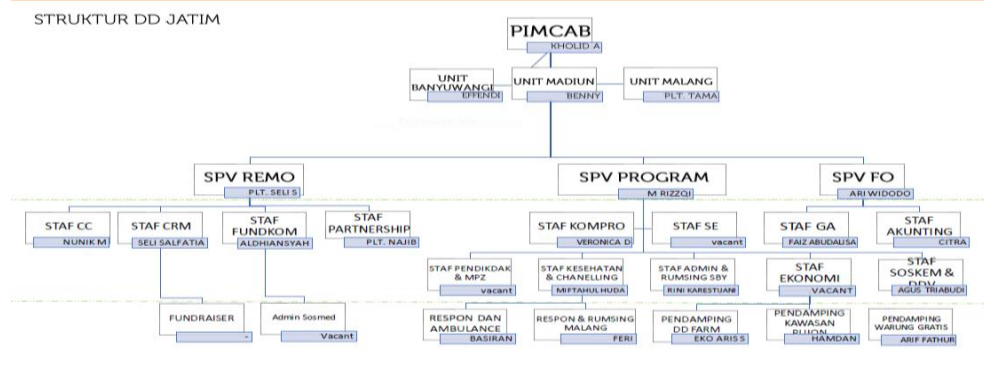 STRUKTUR DD JATIM
PIMCAB
KHOLID A
UNIT
BANYUWANGI
EFFENDI
UNIT MADIUN
BENNY
UNIT MALANG
PLT. TAMA
SPV REMO
PLT. SELI S
SPV PROGRAM
M RIZZQI
SPV FO
ARI WIDODO
STAF CC
NUNIK M
STAF CRM
SELI SALFATIA
STAF
FUNDKOM
ALDHIANSYAH
STAF
PARTNERSHIP
PLT. NAJIB
STAF KOMPRO
VERONICA D
STAF SE
vacant
STAF GA
FAIZ ABUDALISA
STAF
AKUNTING
CITRA
STAF PENDIKDAK
& MPZ
vacant
STAF KESEHATAN
& CHANELLING
MIFTAHUL HUDA
STAF ADMIN &
RUMSING SBY
RINI KARESTIJANI
STAF
EKONOMI
VACANT
STAF
SOSKEM &
AGUS TRIABUDI
FUNDRAISER
-
Admin Sosmed
Vacant
RESPON DAN
AMBULANCE
BASIRAN
RESPON & RUMSING
MALANG
FERI
PENDAMPING
DD FARM
EKO ARIS S
PENDAMPING
KAWASAN
PUJON
HAMDAN
PENDAMPING
WARUNG GRATIS
ARIF FATHUR